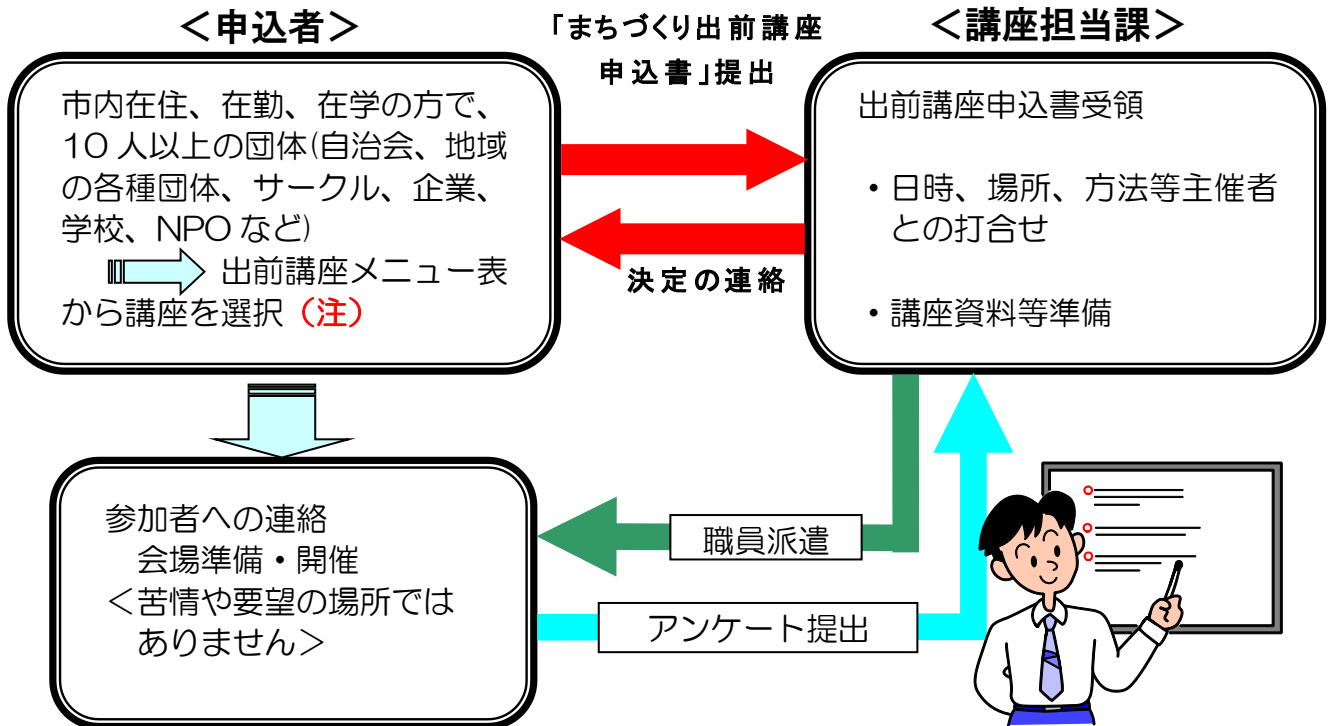 ＜申込者＞
「まちづくり出前講座
申込書」提出
＜講座担当課＞
市内在住、在勤、在学の方で、
10 人以上の団体(自治会、地域
の各種団体、サークル、企業、
学校、NPO など)
出前講座メニュー表
から講座を選択（注）
出前講座申込書受領
・日時、場所、方法等主催者
との打合せ
・講座資料等準備
決定の連絡
参加者への連絡
会場準備・開催
＜苦情や要望の場所では
ありません＞
職員派遣
アンケート提出